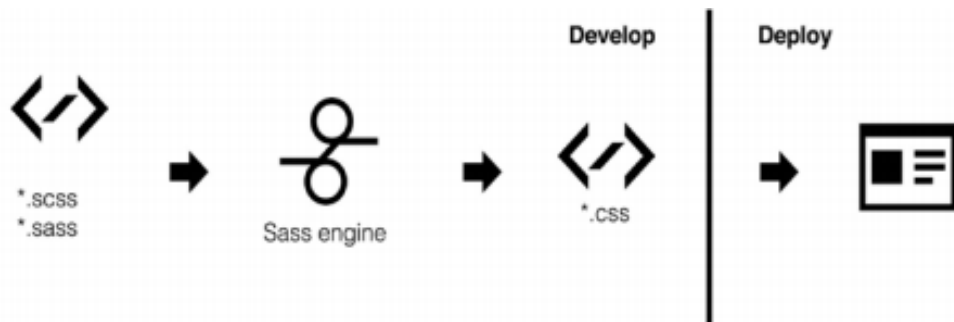 Develop
Deploy
*.scss
*.sass
Sass engine
*.css